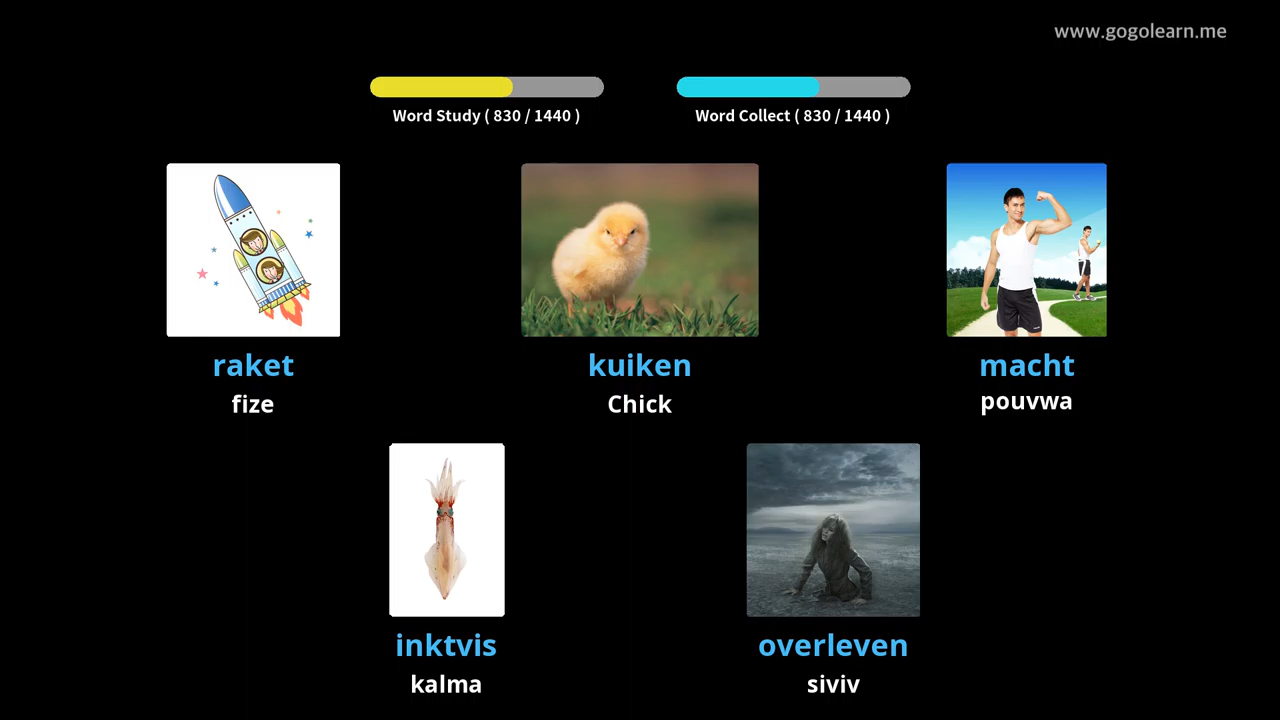 www.gogolearn.me
Word Study ( 830 / 1440 )
Word Collect ( 830 / 1440 )
raket
fize
kuiken
Chick
macht
pouvwa
inktvis
kalma
overleven
siviv